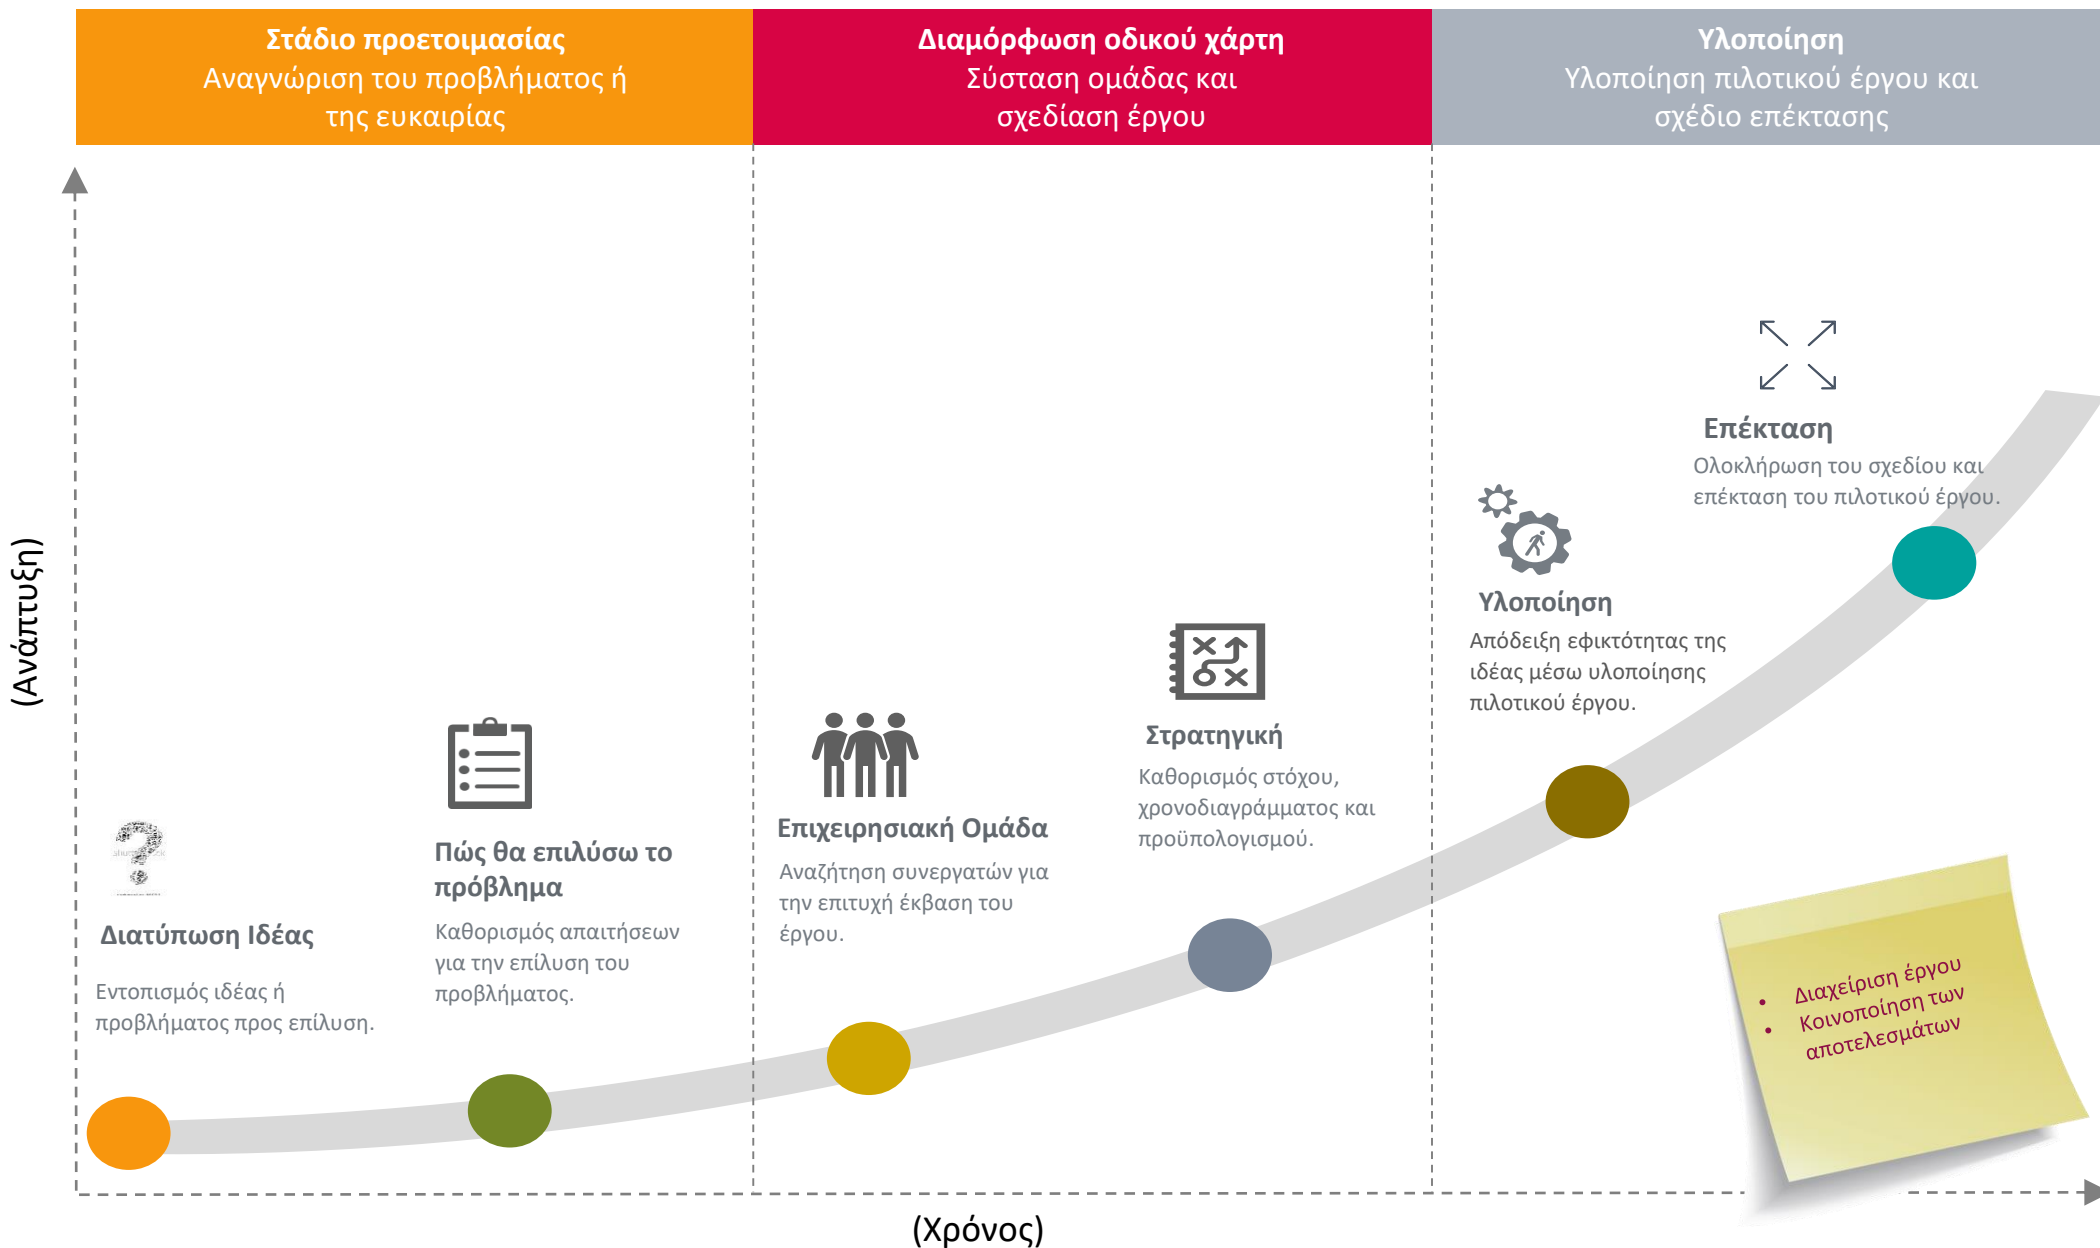 Στάδιο προετοιμασίας
Αναγνώριση του προβλήματος ή
της ευκαιρίας
Διαμόρφωση οδικού χάρτη
Σύσταση ομάδας και
σχεδίαση έργου
Υλοποίηση
Υλοποίηση πιλοτικού έργου και
σχέδιο επέκτασης
(Ανάπτυξη)
Διατύπωση Ιδέας
Εντοπισμός ιδέας ή
προβλήματος προς επίλυση.
Πώς θα επιλύσω το
πρόβλημα
Καθορισμός απαιτήσεων
για την επίλυση του
προβλήματος.
Επιχειρησιακή Ομάδα
Αναζήτηση συνεργατών για
την επιτυχή έκβαση του
έργου.
Στρατηγική
Καθορισμός στόχου,
χρονοδιαγράμματος και
προϋπολογισμού.
Υλοποίηση
Απόδειξη εφικτότητας της
ιδέας μέσω υλοποίησης
πιλοτικού έργου.
Επέκταση
Ολοκλήρωση του σχεδίου και
επέκταση του πιλοτικού έργου.
• Διαχείριση έργου
• Κοινοποίηση των
αποτελεσμάτων
(Χρόνος)